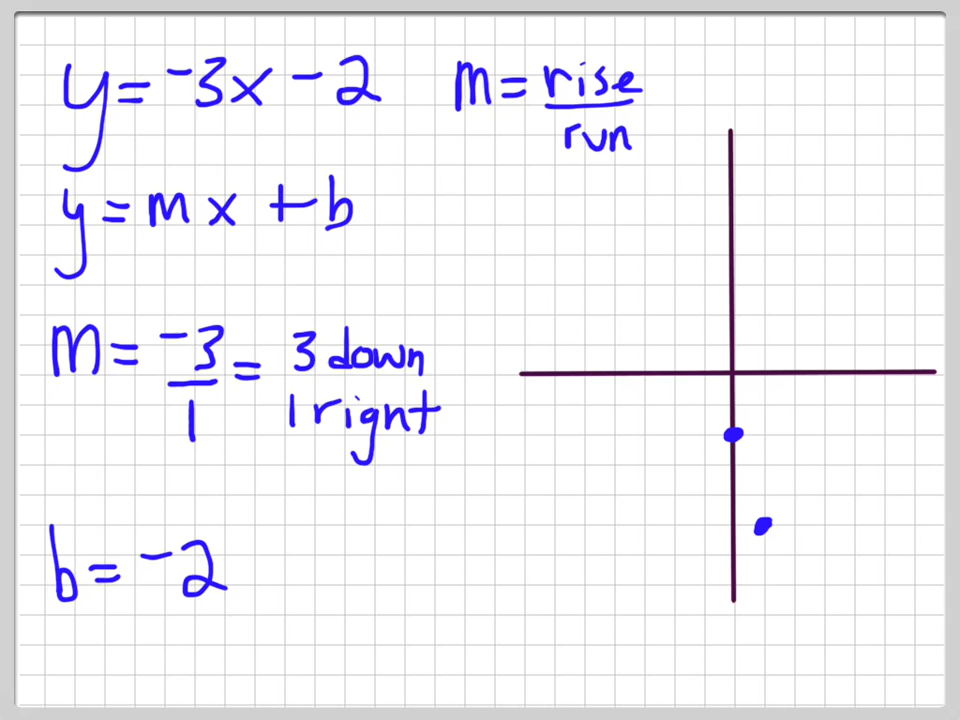 y = -3x - 2
m = rise/run
y = mx + b
m = -3/1 = 3 down
1 right
b = -2